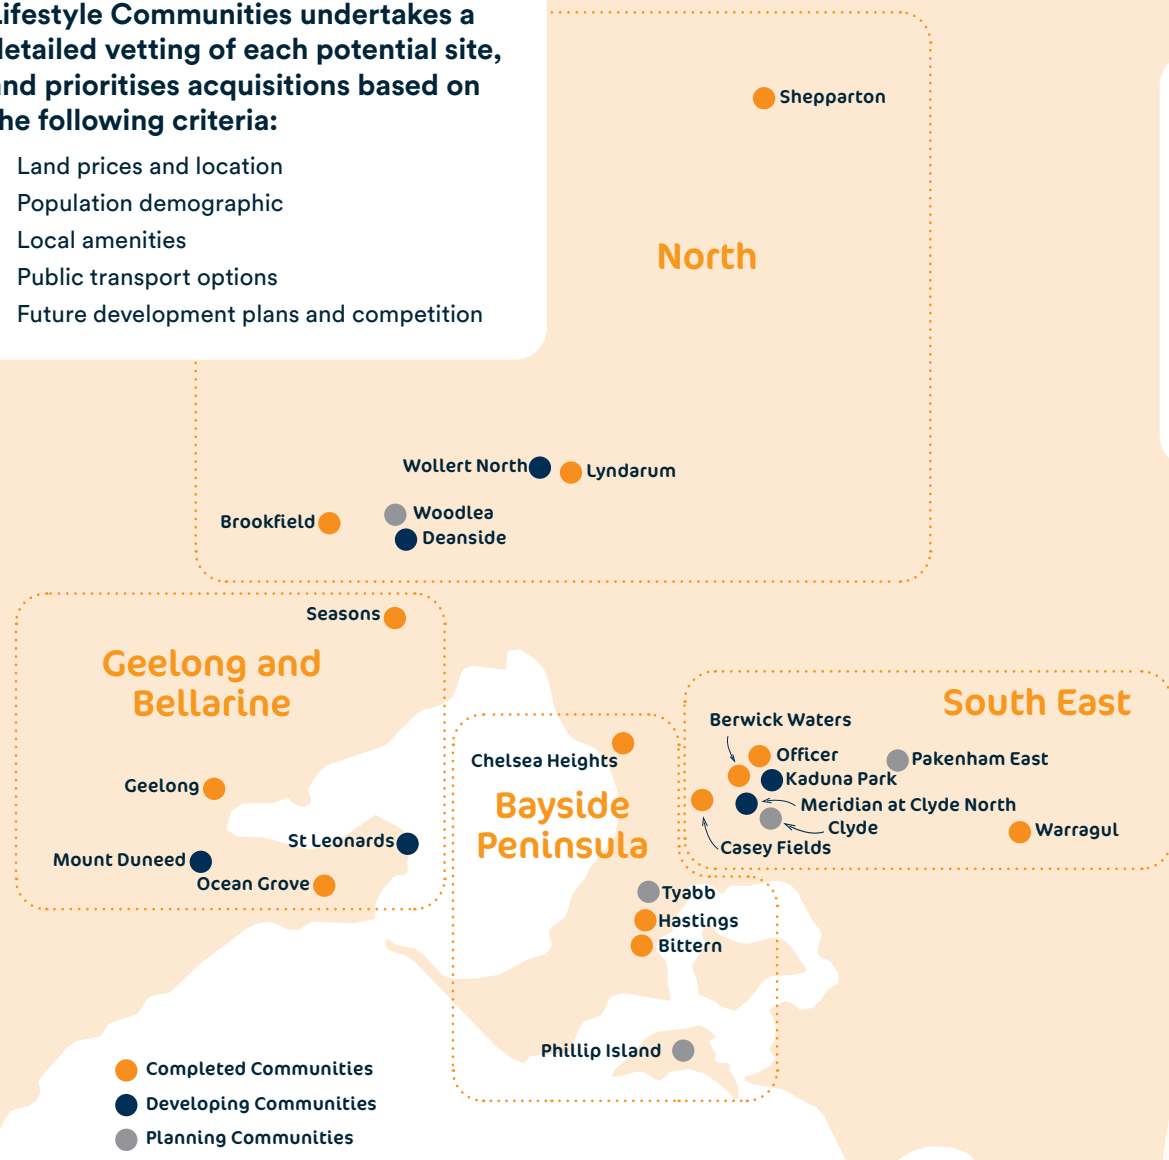 Lifestyle Communities undertakes a
detailed vetting of each potential site,
and prioritises acquisitions based on
the following criteria:
Land prices and location
Population demographic
Local amenities
Public transport options
Future development plans and competition
Shepparton
North
Wollert North
Lyndarum
Brookfield
Woodlea
Deanside
Seasons
Geelong and
Bellarine
Geelong
St Leonards
Mount Duneed
Ocean Grove
Chelsea Heights
Bayside
Peninsula
Tyabb
Hastings
Bittern
Phillip Island
South East
Berwick Waters
Officer
Pakenham East
Kaduna Park
Meridian at Clyde North
Clyde
Casey Fields
Warragul
Completed Communities
Developing Communities
Planning Communities